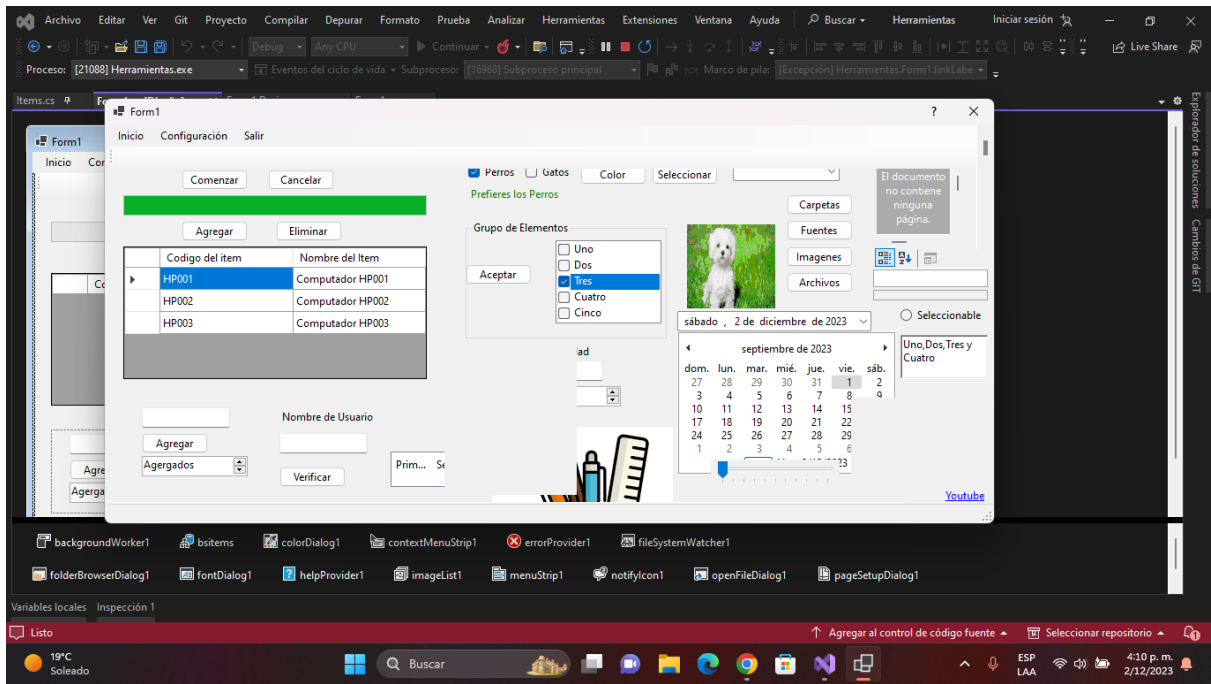 Archivo Editar Ver Git Proyecto Compilar Depurar Formato Prueba Analizar Herramientas Extensiones Ventana Ayuda Buscar Herramientas Iniciar sesión
Debug Any CPU Continuar Live Share
Proceso: [21088] Herramientas.exe Eventos del ciclo de vida Subproceso: [16968] Subproceso principal Marco de pila: [Excepción] Herramientas.Form1.linkLabe
Items.cs
Explorador de soluciones
Cambios de GIT
Form1
Inicio
Form1 ?
Inicio Configuración Salir
Comenzar Cancelar
Agregar Eliminar
Codigo del item Nombre del Item
HP001 Computador HP001
HP002 Computador HP002
HP003 Computador HP003
Nombre de Usuario
Agregar
Agergados
Verificar
Prim... Se
Perros Gatos Color Seleccionar
Prefieres los Perros
Grupo de Elementos
Aceptar
Uno
Dos
Tres
Cuatro
Cinco
El documento
no contiene
ninguna
página.
Carpetas
Fuentes
Imagenes
Archivos
Seleccionable
Uno,Dos,Tres y
Cuatro
sábado , 2 de diciembre de 2023
septiembre de 2023
dom. lun. mar. mié. jue. vie. sáb.
27 28 29 30 31 1 2
3 4 5 6 7 8 9
10 11 12 13 14 15
17 18 19 20 21 22
24 25 26 27 28 29
1 2 3 4 5 6
Youtube
backgroundWorker1 bsitems colorDialog1 contextMenuStrip1 errorProvider1 fileSystemWatcher1
folderBrowserDialog1 fontDialog1 helpProvider1 imageList1 menuStrip1 notifyIcon1 openFileDialog1 pageSetupDialog1
Variables locales Inspección 1
Listo Agregar al control de código fuente Seleccionar repositorio
19°C
Soleado
Buscar
ESP
LAA
4:10 p. m.
2/12/2023